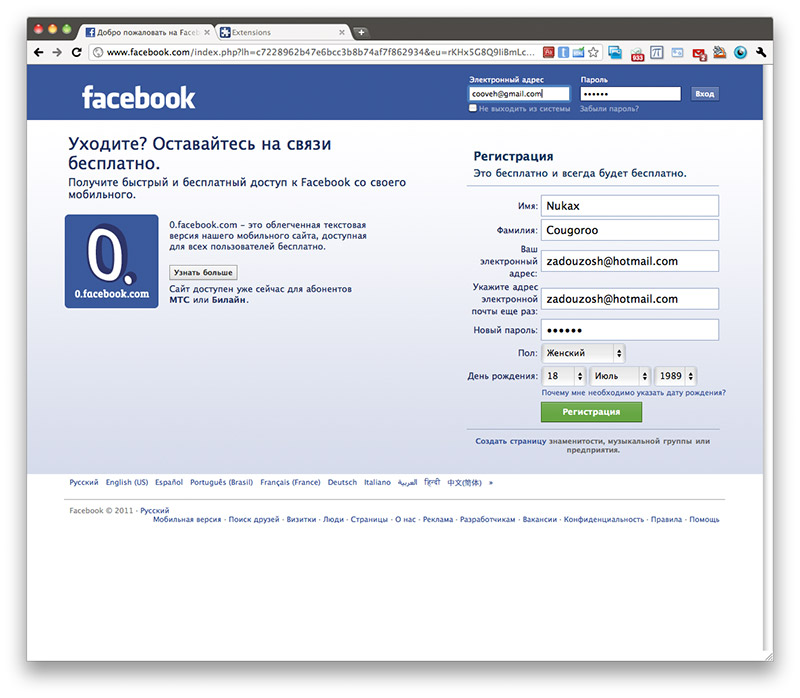 Добро пожаловать на Faceb
Extensions
www.facebook.com/index.php?lh=c7228962b47e6bcc3b8b74af7f862934&eu=rKHx5G8Q9IiBmLc...
933
2
facebook
Электронный адрес
Пароль
cooveh@gmail.com
••••••
Вход
Не выходить из системы
Забыли пароль?
Уходите? Оставайтесь на связи
бесплатно.
Получите быстрый и бесплатный доступ к Facebook со своего
мобильного.
0.
0.facebook.com
0.facebook.com – это облегченная текстовая
версия нашего мобильного сайта, доступная
для всех пользователей бесплатно.
Узнать больше
Сайт доступен уже сейчас для абонентов
МТС или Билайн.
Регистрация
Это бесплатно и всегда будет бесплатно.
Имя: Nukax
Фамилия: Cougoroo
Ваш
электронный
адрес:
zadouzosh@hotmail.com
Укажите адрес
электронной
почты еще раз:
zadouzosh@hotmail.com
Новый пароль: ••••••
Пол: Женский
День рождения: 18 Июль 1989
Почему мне необходимо указать дату рождения?
Регистрация
Создать страницу знаменитости, музыкальной группы или
предприятия.
Русский English (US) Español Português (Brasil) Français (France) Deutsch Italiano العربية हिन्दी 中文(简体) »
Facebook © 2011 · Русский
Мобильная версия · Поиск друзей · Визитки · Люди · Страницы · О нас · Реклама · Разработчикам · Вакансии · Конфиденциальность · Правила · Помощь